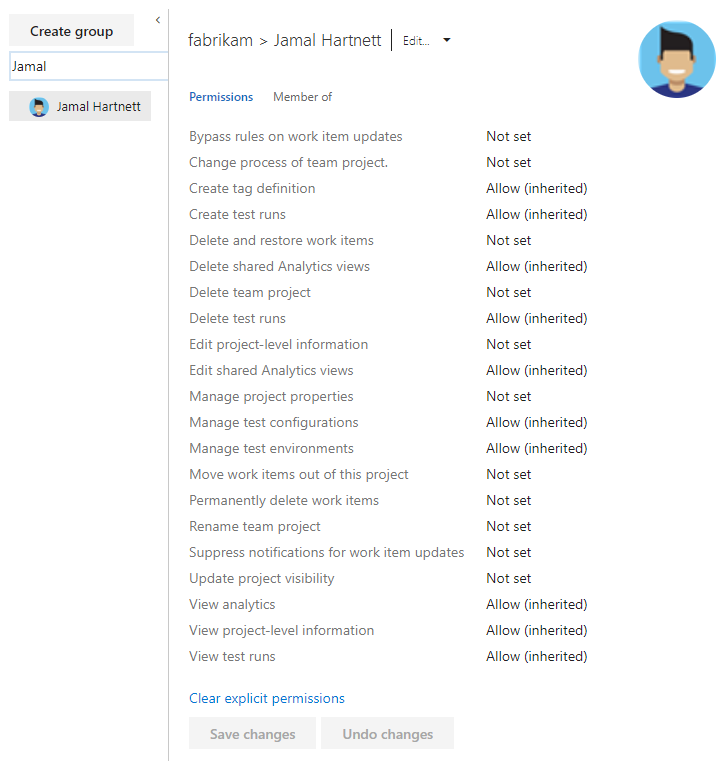 Create group
Jamal
Jamal Hartnett
fabrikam > Jamal Hartnett Edit...
Permissions Member of
Bypass rules on work item updates Not set
Change process of team project. Not set
Create tag definition Allow (inherited)
Create test runs Allow (inherited)
Delete and restore work items Not set
Delete shared Analytics views Allow (inherited)
Delete team project Not set
Delete test runs Allow (inherited)
Edit project-level information Not set
Edit shared Analytics views Allow (inherited)
Manage project properties Not set
Manage test configurations Allow (inherited)
Manage test environments Allow (inherited)
Move work items out of this project Not set
Permanently delete work items Not set
Rename team project Not set
Suppress notifications for work item updates Not set
Update project visibility Not set
View analytics Allow (inherited)
View project-level information Allow (inherited)
View test runs Allow (inherited)
Clear explicit permissions
Save changes Undo changes